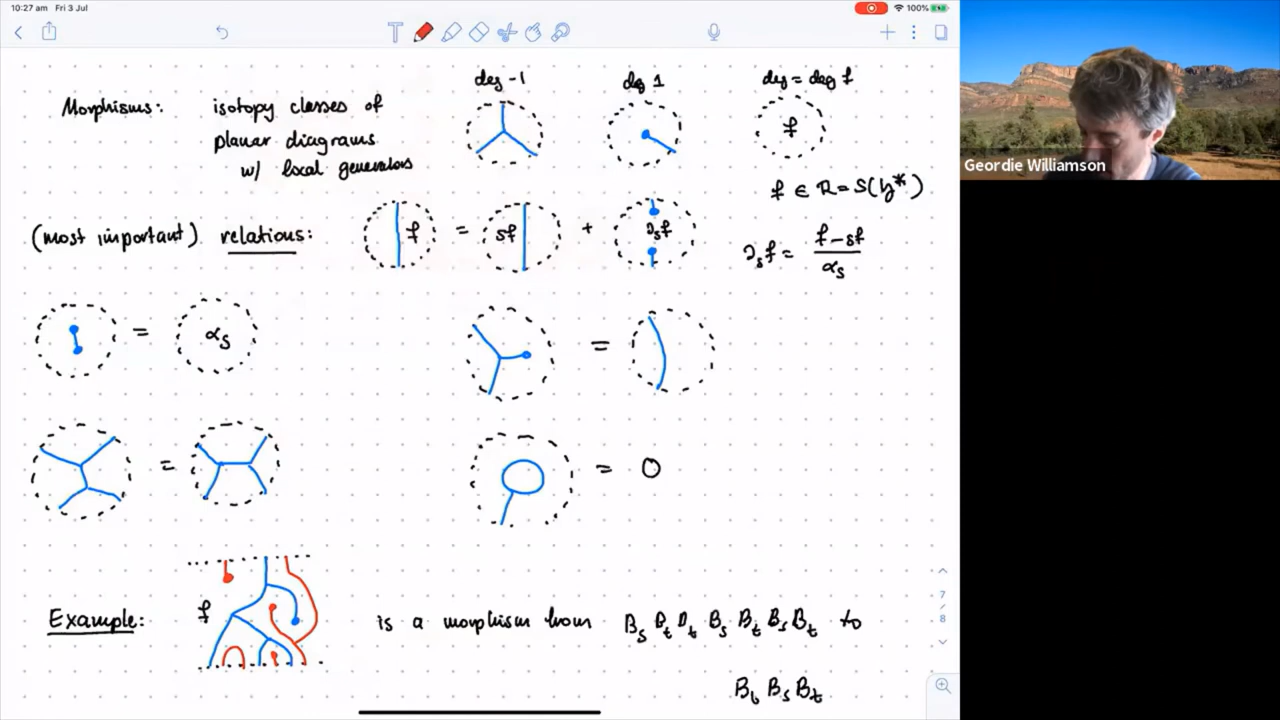 10:27 am Fri 3 Jul
100%
deg -1
deg 1
deg = deg f
Morphisms: isotopy classes of
planar diagrams
w/ local generators
f
f ∈ R = S(𝔥*)
Geordie Williamson
(most important) relations: f = sf + ∂ₛf
∂ₛf = (f - sf)/αₛ
= αₛ
=
=
= 0
Example: f is a morphism from Bₛ Bₜ Bₜ Bₛ Bₜ Bₛ Bₜ to
Bₜ Bₛ Bₜ
7
/
8